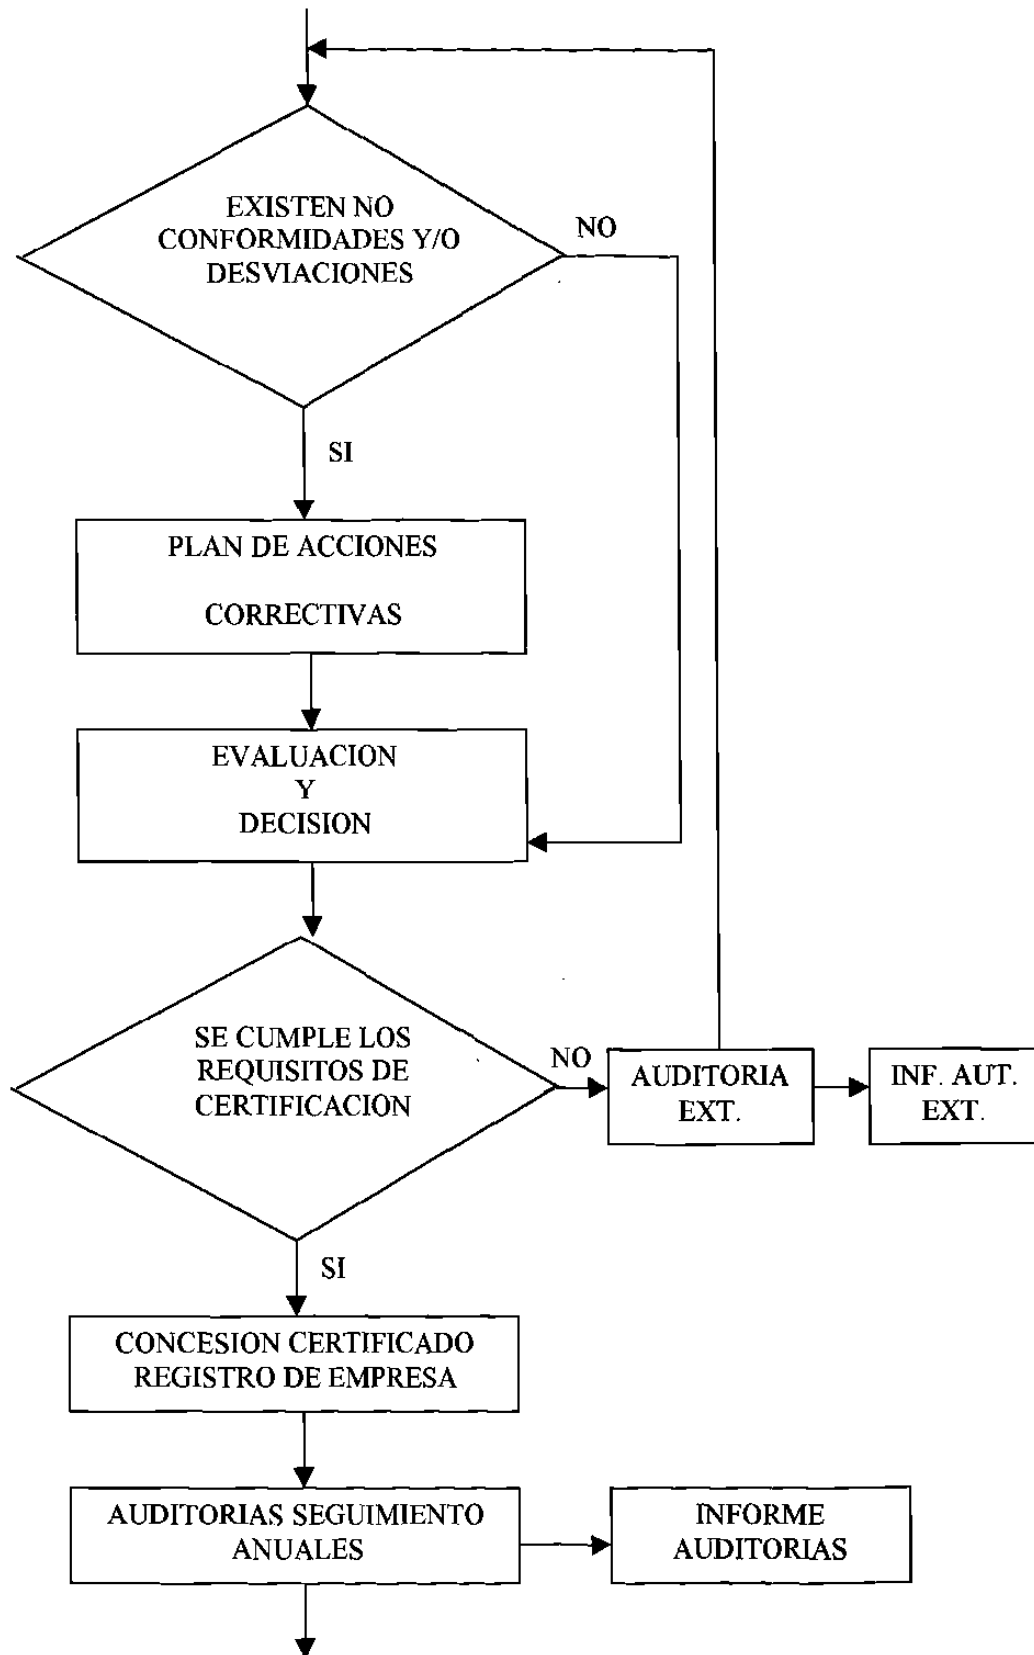 EXISTEN NO
CONFORMIDADES Y/O
DESVIACIONES
NO
SI
PLAN DE ACCIONES
CORRECTIVAS
EVALUACION
Y
DECISION
SE CUMPLE LOS
REQUISITOS DE
CERTIFICACION
NO
AUDITORIA
EXT.
INF. AUT.
EXT.
SI
CONCESION CERTIFICADO
REGISTRO DE EMPRESA
AUDITORIAS SEGUIMIENTO
ANUALES
INFORME
AUDITORIAS